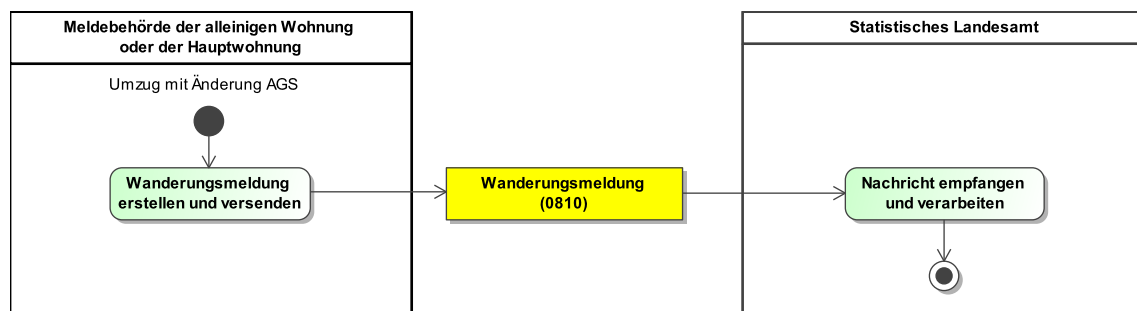 Meldebehörde der alleinigen Wohnung
oder der Hauptwohnung
Statistisches Landesamt
Umzug mit Änderung AGS
Wanderungsmeldung
erstellen und versenden
Wanderungsmeldung
(0810)
Nachricht empfangen
und verarbeiten